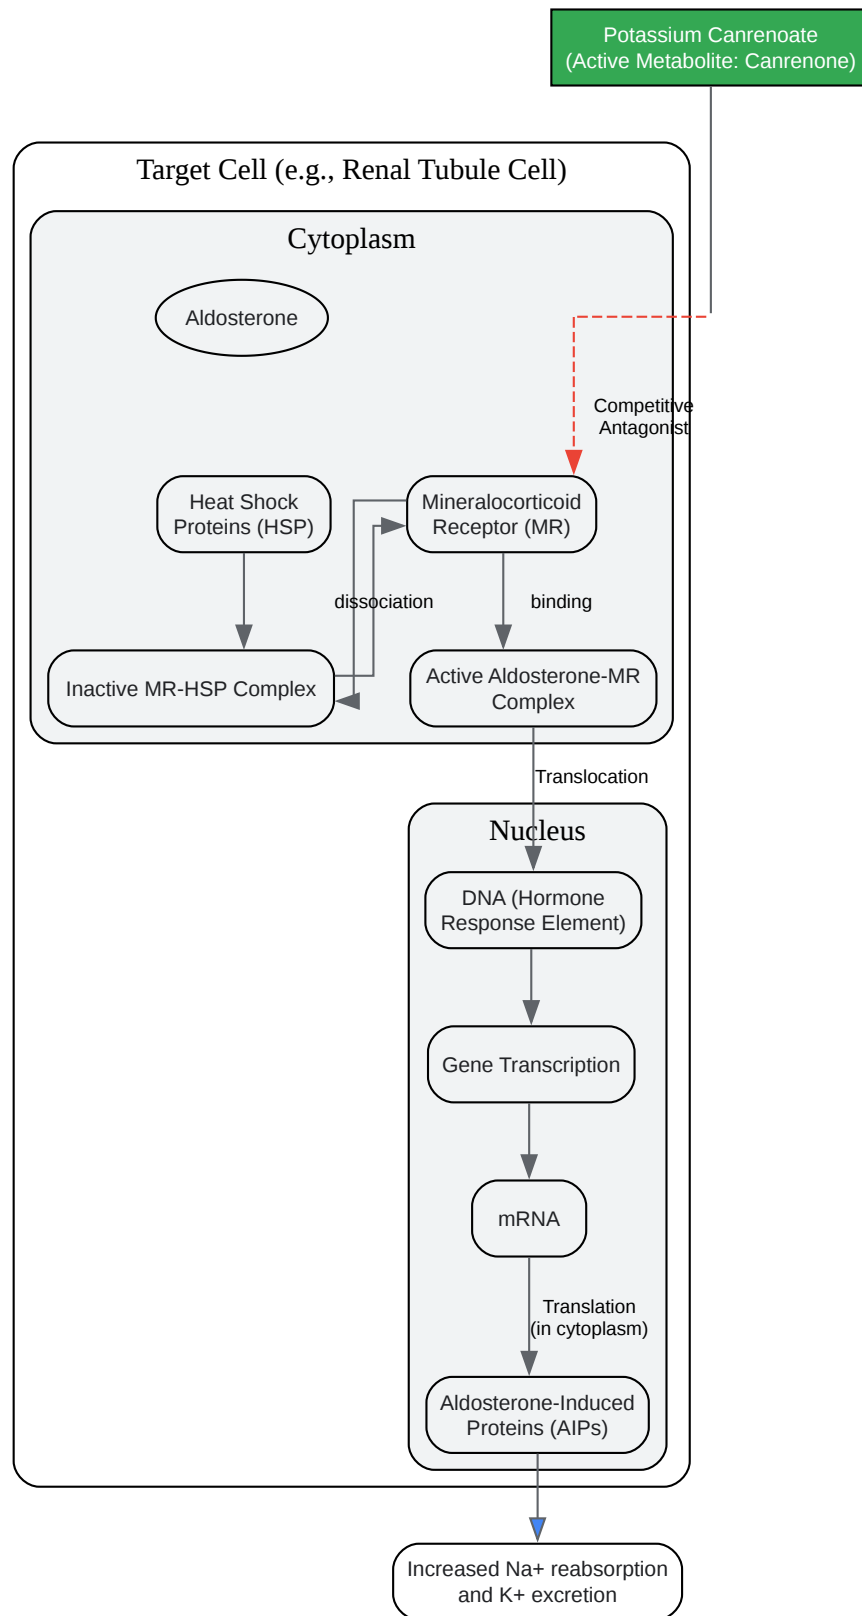 Potassium Canrenoate
(Active Metabolite: Canrenone)
Target Cell (e.g., Renal Tubule Cell)
Cytoplasm
Aldosterone
Competitive
Antagonist
Heat Shock
Proteins (HSP)
Mineralocorticoid
Receptor (MR)
dissociation
binding
Inactive MR-HSP Complex
Active Aldosterone-MR
Complex
Translocation
Nucleus
DNA (Hormone
Response Element)
Gene Transcription
mRNA
Translation
(in cytoplasm)
Aldosterone-Induced
Proteins (AIPs)
Increased Na+ reabsorption
and K+ excretion